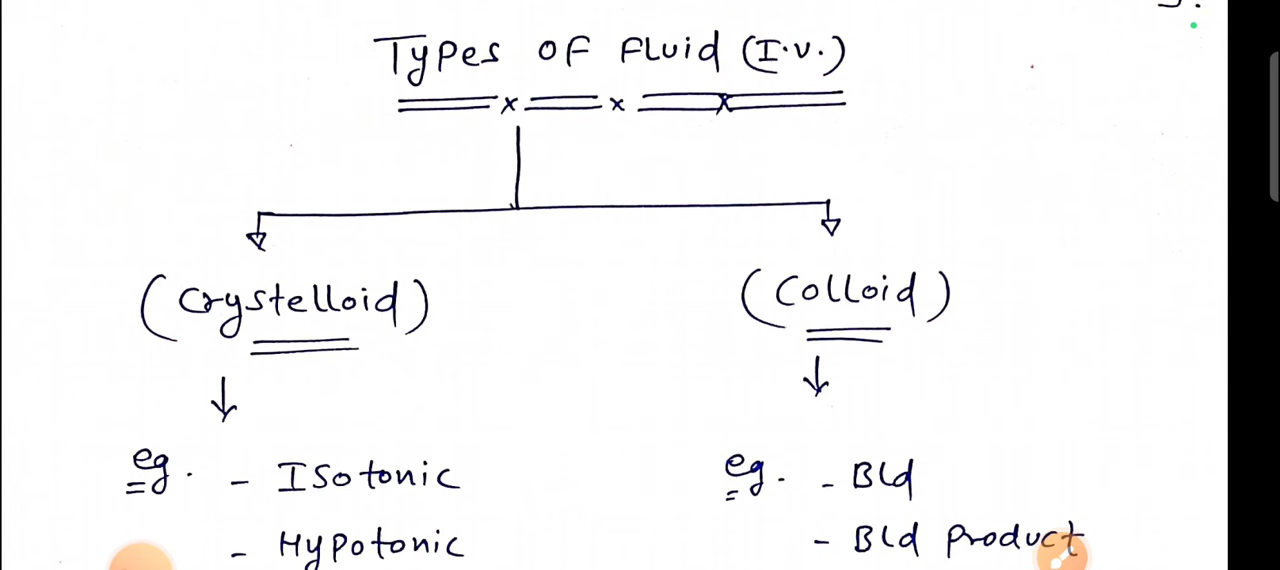 Types of Fluid (I.V.)
(Crystelloid)
(Colloid)
eg. - Isotonic
- Hypotonic
eg. - Bld
- Bld Product